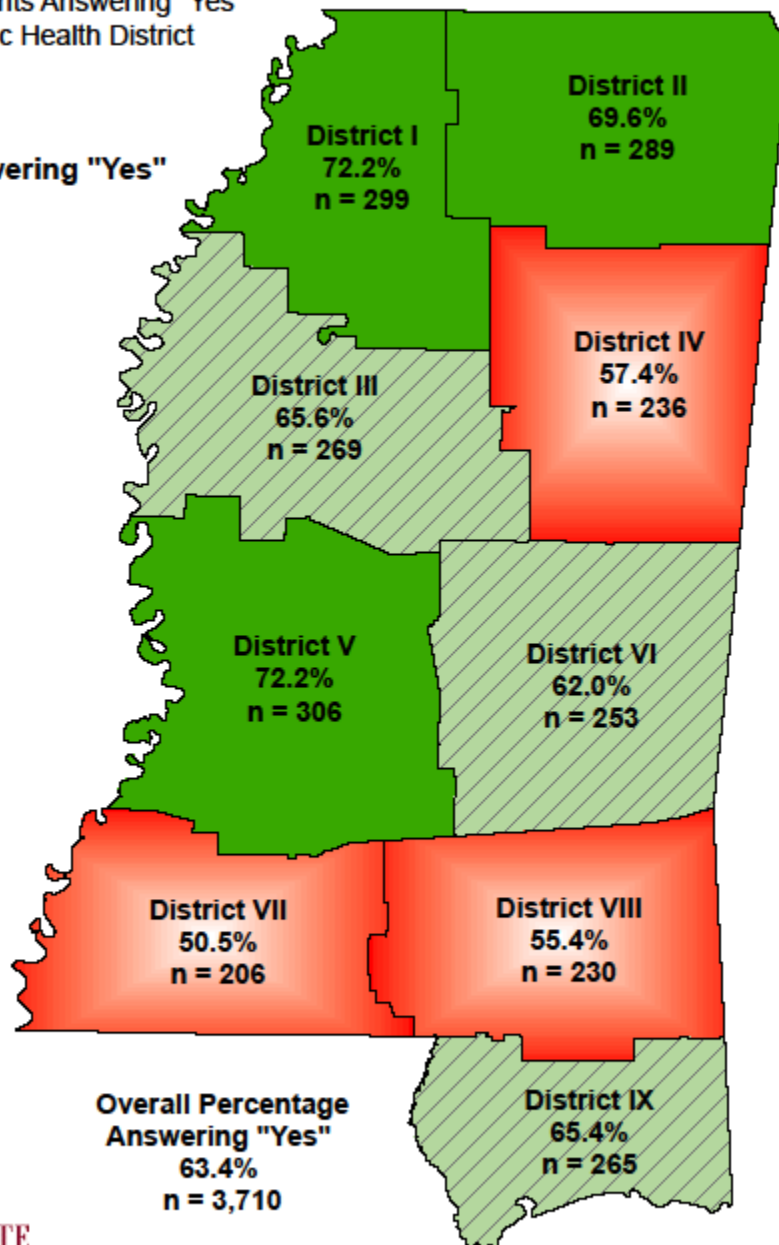 Answering "Yes
Health District
"Yes"
District I
72.2%
n = 299
District II
69.6%
n = 289
District III
65.6%
n = 269
District IV
57.4%
n = 236
District V
72.2%
n = 306
District VI
62.0%
n = 253
District VII
50.5%
n = 206
District VIII
55.4%
n = 230
District IX
65.4%
n = 265
Overall Percentage
Answering "Yes"
63.4%
n = 3,710